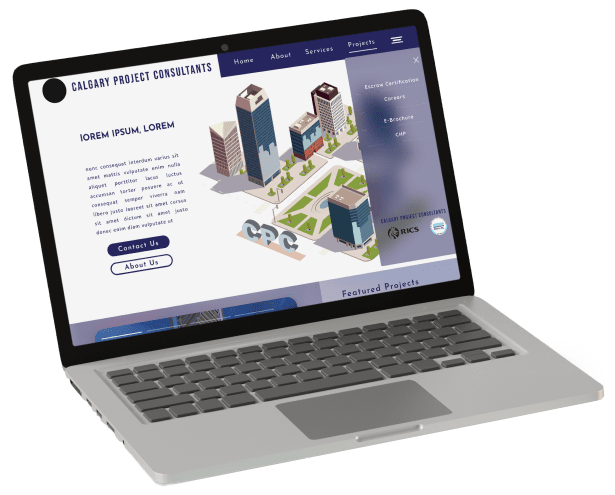 CALGARY PROJECT CONSULTANTS
Home
About
Services
Projects
lOREM IPSUM, LOREM
nunc consequat interdum varius sit
amet mattis vulputate enim nulla
aliquet porttitor lacus luctus
accumsan tortor posuere ac ut
consequat semper viverra nam
libero justo laoreet sit amet cursus
sit amet dictum sit amet justo
donec enim diam vulputate ut
Contact Us
About Us
CPC
Escrow Certification
Careers
E-Brochure
CHP
CALGARY PROJECT CONSULTANTS
RICS
Featured Projects